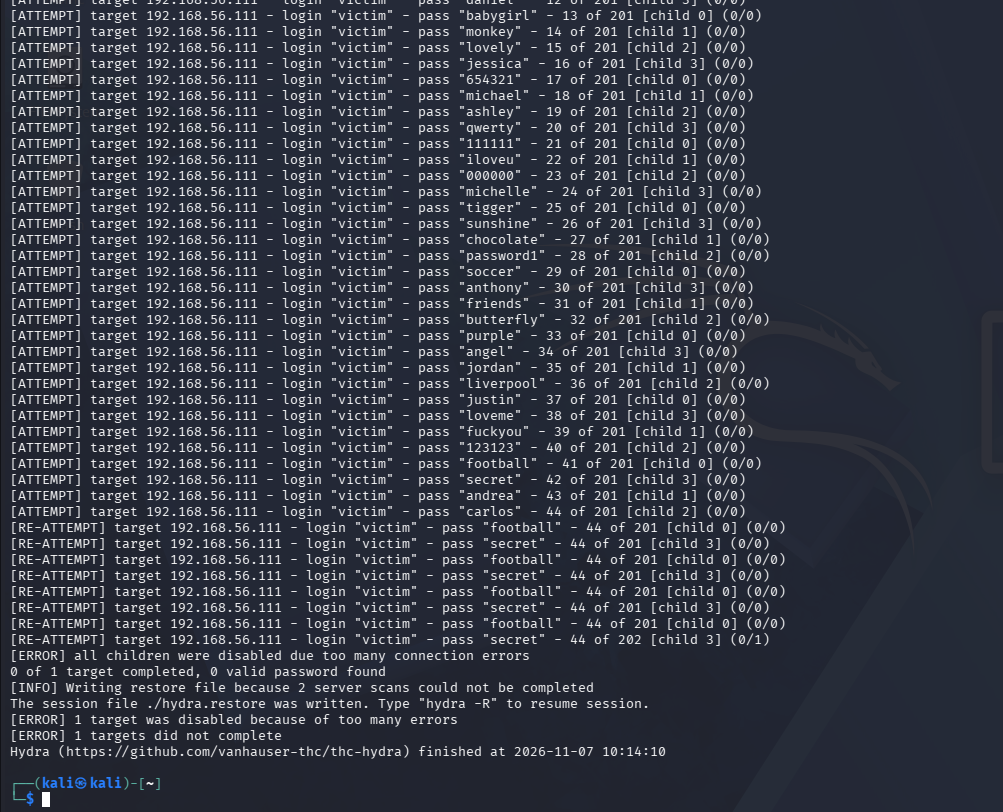 [ATTEMPT] target 192.168.56.111 - login "victim" - pass "daniel" - 12 of 201 [child 3] (0/0)
[ATTEMPT] target 192.168.56.111 - login "victim" - pass "babygirl" - 13 of 201 [child 0] (0/0)
[ATTEMPT] target 192.168.56.111 - login "victim" - pass "monkey" - 14 of 201 [child 1] (0/0)
[ATTEMPT] target 192.168.56.111 - login "victim" - pass "lovely" - 15 of 201 [child 2] (0/0)
[ATTEMPT] target 192.168.56.111 - login "victim" - pass "jessica" - 16 of 201 [child 3] (0/0)
[ATTEMPT] target 192.168.56.111 - login "victim" - pass "654321" - 17 of 201 [child 0] (0/0)
[ATTEMPT] target 192.168.56.111 - login "victim" - pass "michael" - 18 of 201 [child 1] (0/0)
[ATTEMPT] target 192.168.56.111 - login "victim" - pass "ashley" - 19 of 201 [child 2] (0/0)
[ATTEMPT] target 192.168.56.111 - login "victim" - pass "qwerty" - 20 of 201 [child 3] (0/0)
[ATTEMPT] target 192.168.56.111 - login "victim" - pass "111111" - 21 of 201 [child 0] (0/0)
[ATTEMPT] target 192.168.56.111 - login "victim" - pass "iloveu" - 22 of 201 [child 1] (0/0)
[ATTEMPT] target 192.168.56.111 - login "victim" - pass "000000" - 23 of 201 [child 2] (0/0)
[ATTEMPT] target 192.168.56.111 - login "victim" - pass "michelle" - 24 of 201 [child 3] (0/0)
[ATTEMPT] target 192.168.56.111 - login "victim" - pass "tigger" - 25 of 201 [child 0] (0/0)
[ATTEMPT] target 192.168.56.111 - login "victim" - pass "sunshine" - 26 of 201 [child 3] (0/0)
[ATTEMPT] target 192.168.56.111 - login "victim" - pass "chocolate" - 27 of 201 [child 1] (0/0)
[ATTEMPT] target 192.168.56.111 - login "victim" - pass "password1" - 28 of 201 [child 2] (0/0)
[ATTEMPT] target 192.168.56.111 - login "victim" - pass "soccer" - 29 of 201 [child 0] (0/0)
[ATTEMPT] target 192.168.56.111 - login "victim" - pass "anthony" - 30 of 201 [child 3] (0/0)
[ATTEMPT] target 192.168.56.111 - login "victim" - pass "friends" - 31 of 201 [child 1] (0/0)
[ATTEMPT] target 192.168.56.111 - login "victim" - pass "butterfly" - 32 of 201 [child 2] (0/0)
[ATTEMPT] target 192.168.56.111 - login "victim" - pass "purple" - 33 of 201 [child 0] (0/0)
[ATTEMPT] target 192.168.56.111 - login "victim" - pass "angel" - 34 of 201 [child 3] (0/0)
[ATTEMPT] target 192.168.56.111 - login "victim" - pass "jordan" - 35 of 201 [child 1] (0/0)
[ATTEMPT] target 192.168.56.111 - login "victim" - pass "liverpool" - 36 of 201 [child 2] (0/0)
[ATTEMPT] target 192.168.56.111 - login "victim" - pass "justin" - 37 of 201 [child 0] (0/0)
[ATTEMPT] target 192.168.56.111 - login "victim" - pass "loveme" - 38 of 201 [child 3] (0/0)
[ATTEMPT] target 192.168.56.111 - login "victim" - pass "fuckyou" - 39 of 201 [child 1] (0/0)
[ATTEMPT] target 192.168.56.111 - login "victim" - pass "123123" - 40 of 201 [child 2] (0/0)
[ATTEMPT] target 192.168.56.111 - login "victim" - pass "football" - 41 of 201 [child 0] (0/0)
[ATTEMPT] target 192.168.56.111 - login "victim" - pass "secret" - 42 of 201 [child 3] (0/0)
[ATTEMPT] target 192.168.56.111 - login "victim" - pass "andrea" - 43 of 201 [child 1] (0/0)
[ATTEMPT] target 192.168.56.111 - login "victim" - pass "carlos" - 44 of 201 [child 2] (0/0)
[RE-ATTEMPT] target 192.168.56.111 - login "victim" - pass "football" - 44 of 201 [child 0] (0/0)
[RE-ATTEMPT] target 192.168.56.111 - login "victim" - pass "secret" - 44 of 201 [child 3] (0/0)
[RE-ATTEMPT] target 192.168.56.111 - login "victim" - pass "football" - 44 of 201 [child 0] (0/0)
[RE-ATTEMPT] target 192.168.56.111 - login "victim" - pass "secret" - 44 of 201 [child 3] (0/0)
[RE-ATTEMPT] target 192.168.56.111 - login "victim" - pass "football" - 44 of 201 [child 0] (0/0)
[RE-ATTEMPT] target 192.168.56.111 - login "victim" - pass "secret" - 44 of 201 [child 3] (0/0)
[RE-ATTEMPT] target 192.168.56.111 - login "victim" - pass "football" - 44 of 201 [child 0] (0/0)
[RE-ATTEMPT] target 192.168.56.111 - login "victim" - pass "secret" - 44 of 202 [child 3] (0/1)
[ERROR] all children were disabled due too many connection errors
0 of 1 target completed, 0 valid password found
[INFO] Writing restore file because 2 server scans could not be completed
The session file ./hydra.restore was written. Type "hydra -R" to resume session.
[ERROR] 1 target was disabled because of too many errors
[ERROR] 1 targets did not complete
Hydra (https://github.com/vanhauser-thc/thc-hydra) finished at 2026-11-07 10:14:10
┌──(kali㉿kali)-[~]
└─$